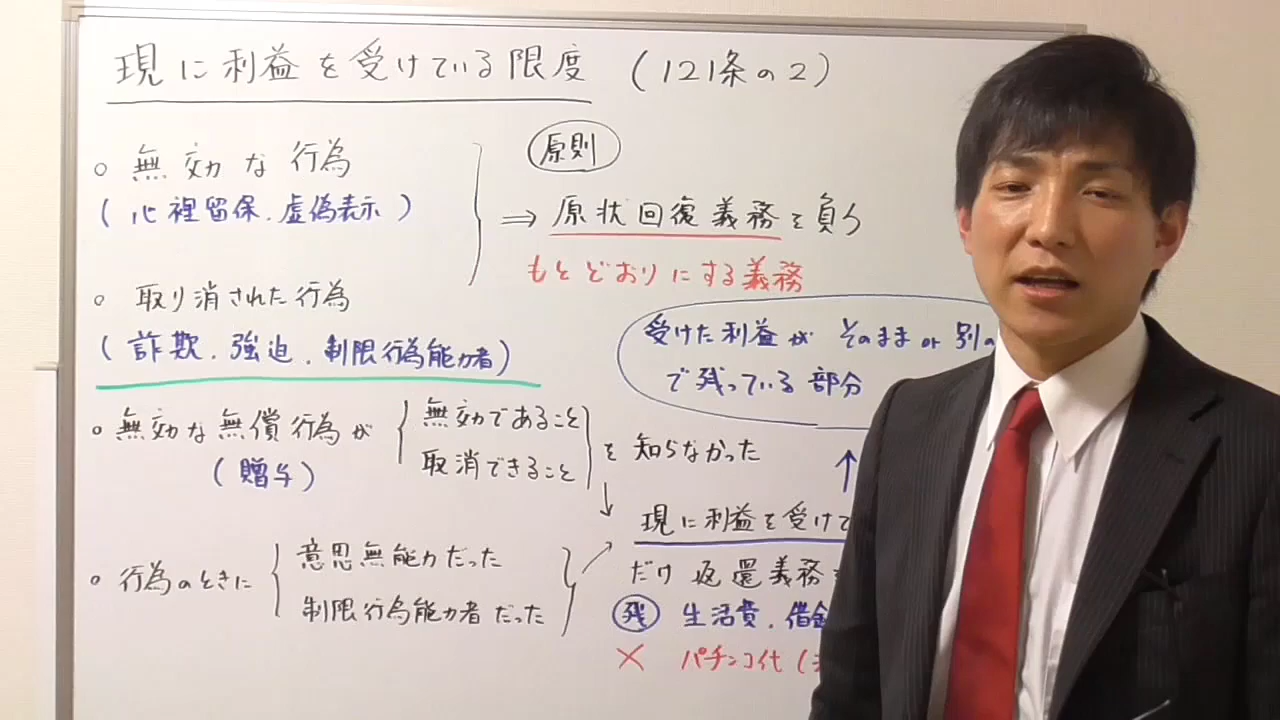 現に利益を受けている限度 (121条の2)
○ 無効な行為
(心裡留保.虚偽表示)
○ 取り消された行為
(詐欺.強迫.制限行為能力者)
原則
⇒ 原状回復義務を負う
もとどおりにする義務
受けた利益が そのまま or 別の
で残っている部分
○ 無効な無償行為が
(贈与)
無効であること
取消できること
を知らなかった
○ 行為のときに
意思無能力だった
制限行為能力者だった
現に利益を受けて
だけ返還義務
残 生活費.借金
× パチンコ代(